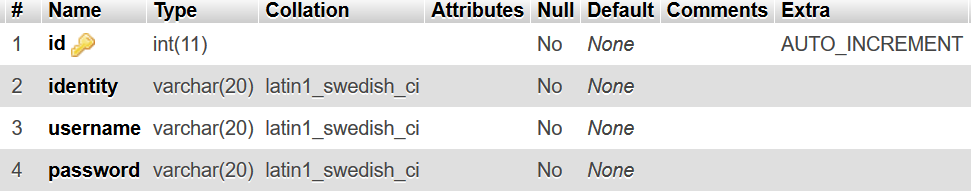 # Name Type Collation Attributes Null Default Comments Extra
1 id int(11) No None AUTO_INCREMENT
2 identity varchar(20) latin1_swedish_ci No None
3 username varchar(20) latin1_swedish_ci No None
4 password varchar(20) latin1_swedish_ci No None